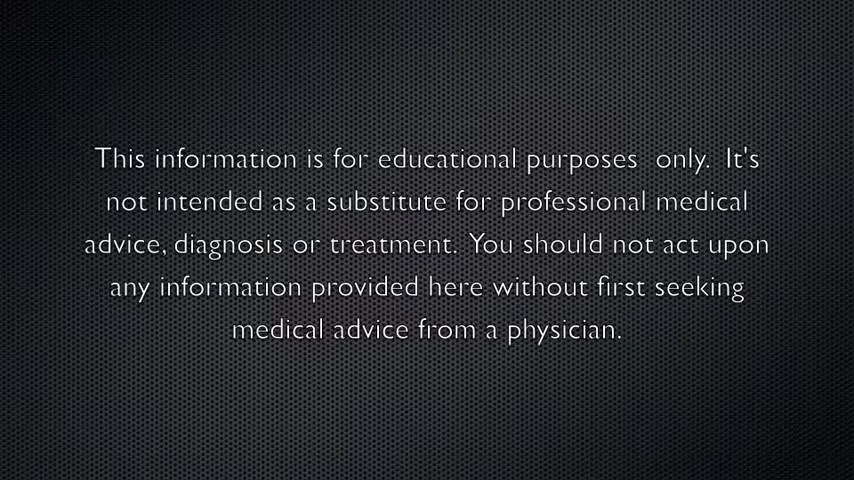 This information is for educational purposes  only.  It's
not intended as a substitute for professional medical
advice, diagnosis or treatment.  You should not act upon
any information provided here without first seeking
medical advice from a physician.